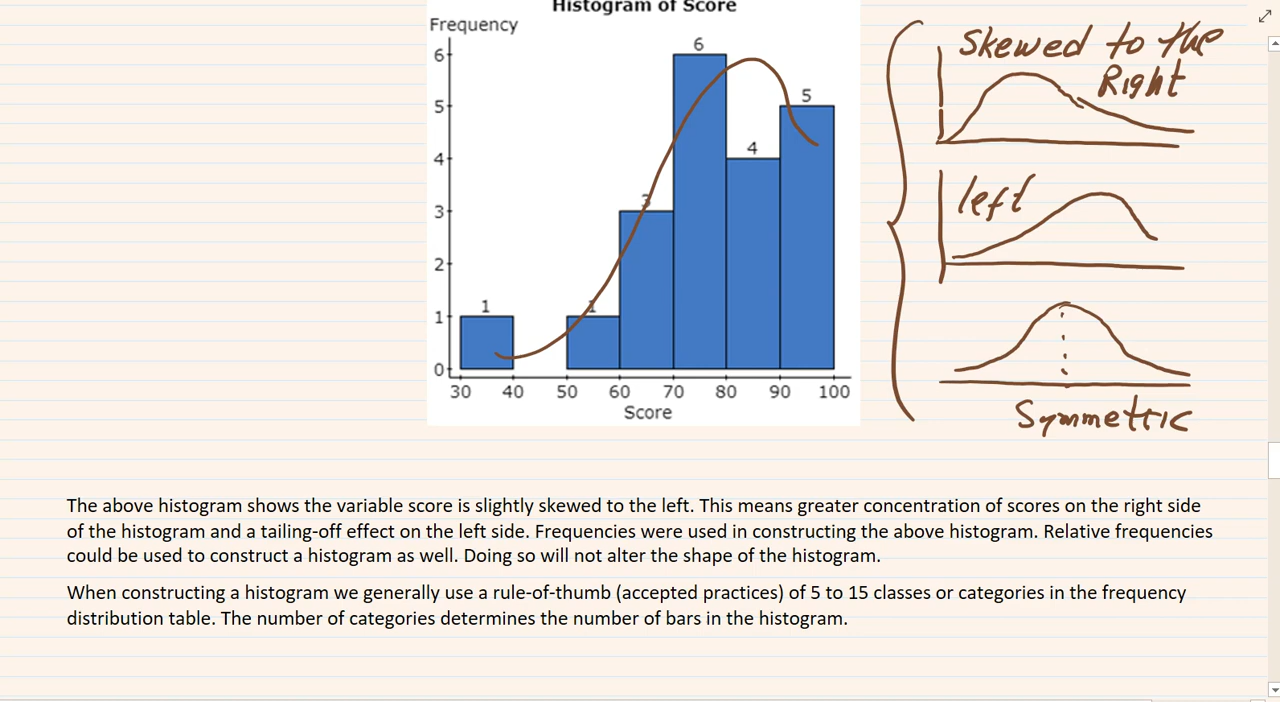 Histogram of Score
Frequency
6
5
4
3
2
1
0
1
1
3
6
4
5
30 40 50 60 70 80 90 100
Score
Skewed to the
Right
left
Symmetric
The above histogram shows the variable score is slightly skewed to the left. This means greater concentration of scores on the right side
of the histogram and a tailing-off effect on the left side. Frequencies were used in constructing the above histogram. Relative frequencies
could be used to construct a histogram as well. Doing so will not alter the shape of the histogram.
When constructing a histogram we generally use a rule-of-thumb (accepted practices) of 5 to 15 classes or categories in the frequency
distribution table. The number of categories determines the number of bars in the histogram.